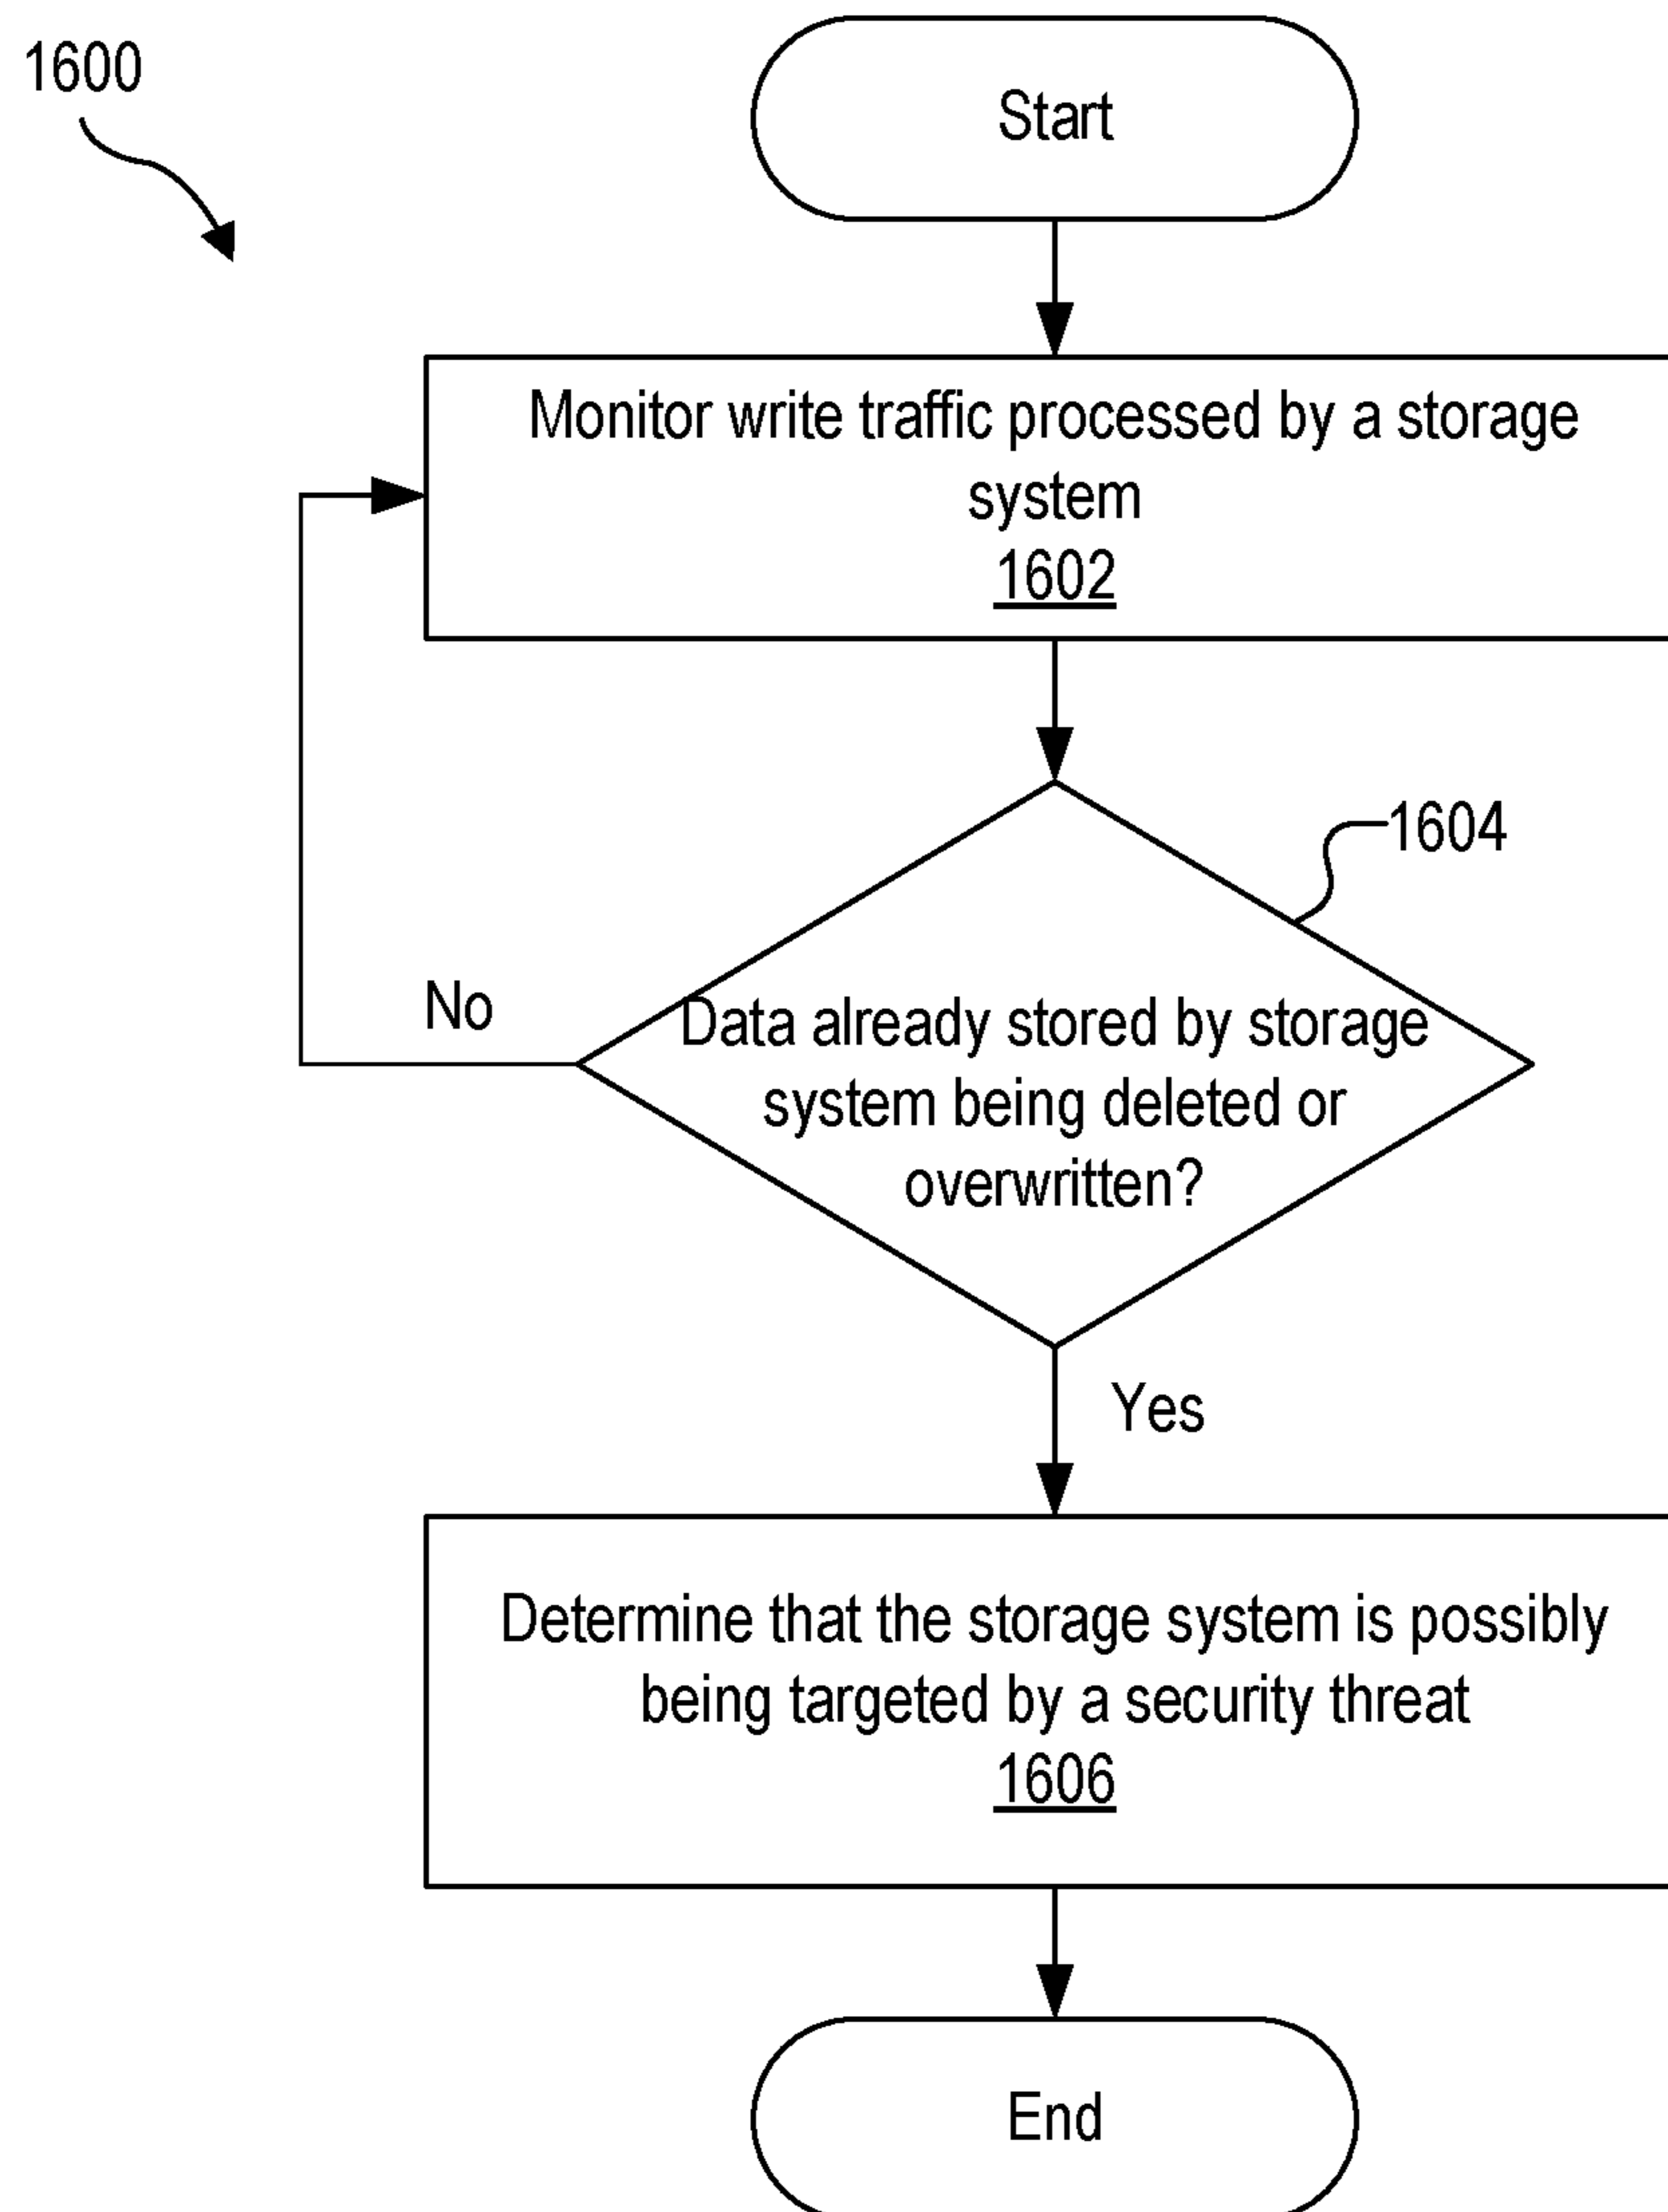 1600
Start
Monitor write traffic processed by a storage
system
1602
1604
No
Data already stored by storage
system being deleted or
overwritten?
Yes
Determine that the storage system is possibly
being targeted by a security threat
1606
End